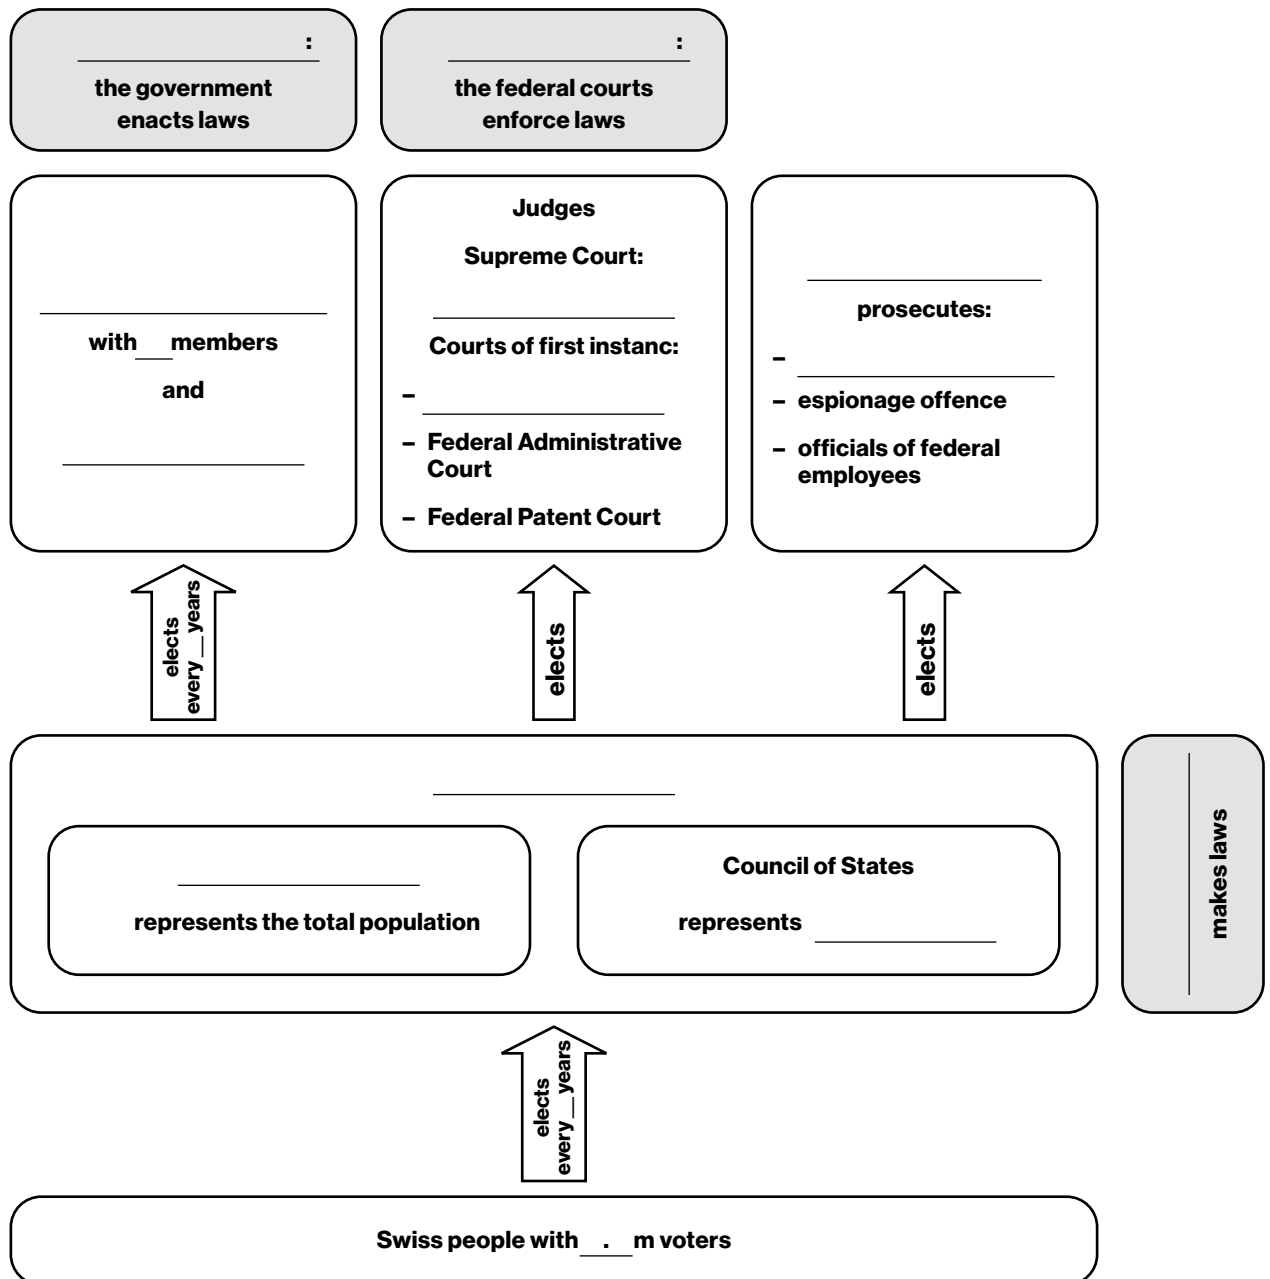 :
the government
enacts laws
:
the federal courts
enforce laws
with members
and
Judges
Supreme Court:
Courts of first instanc:
–
– Federal Administrative
Court
– Federal Patent Court
prosecutes:
–
– espionage offence
– officials of federal
employees
elects
every __ years
elects
elects
represents the total population
Council of States
represents
makes laws
elects
every __ years
Swiss people with . m voters